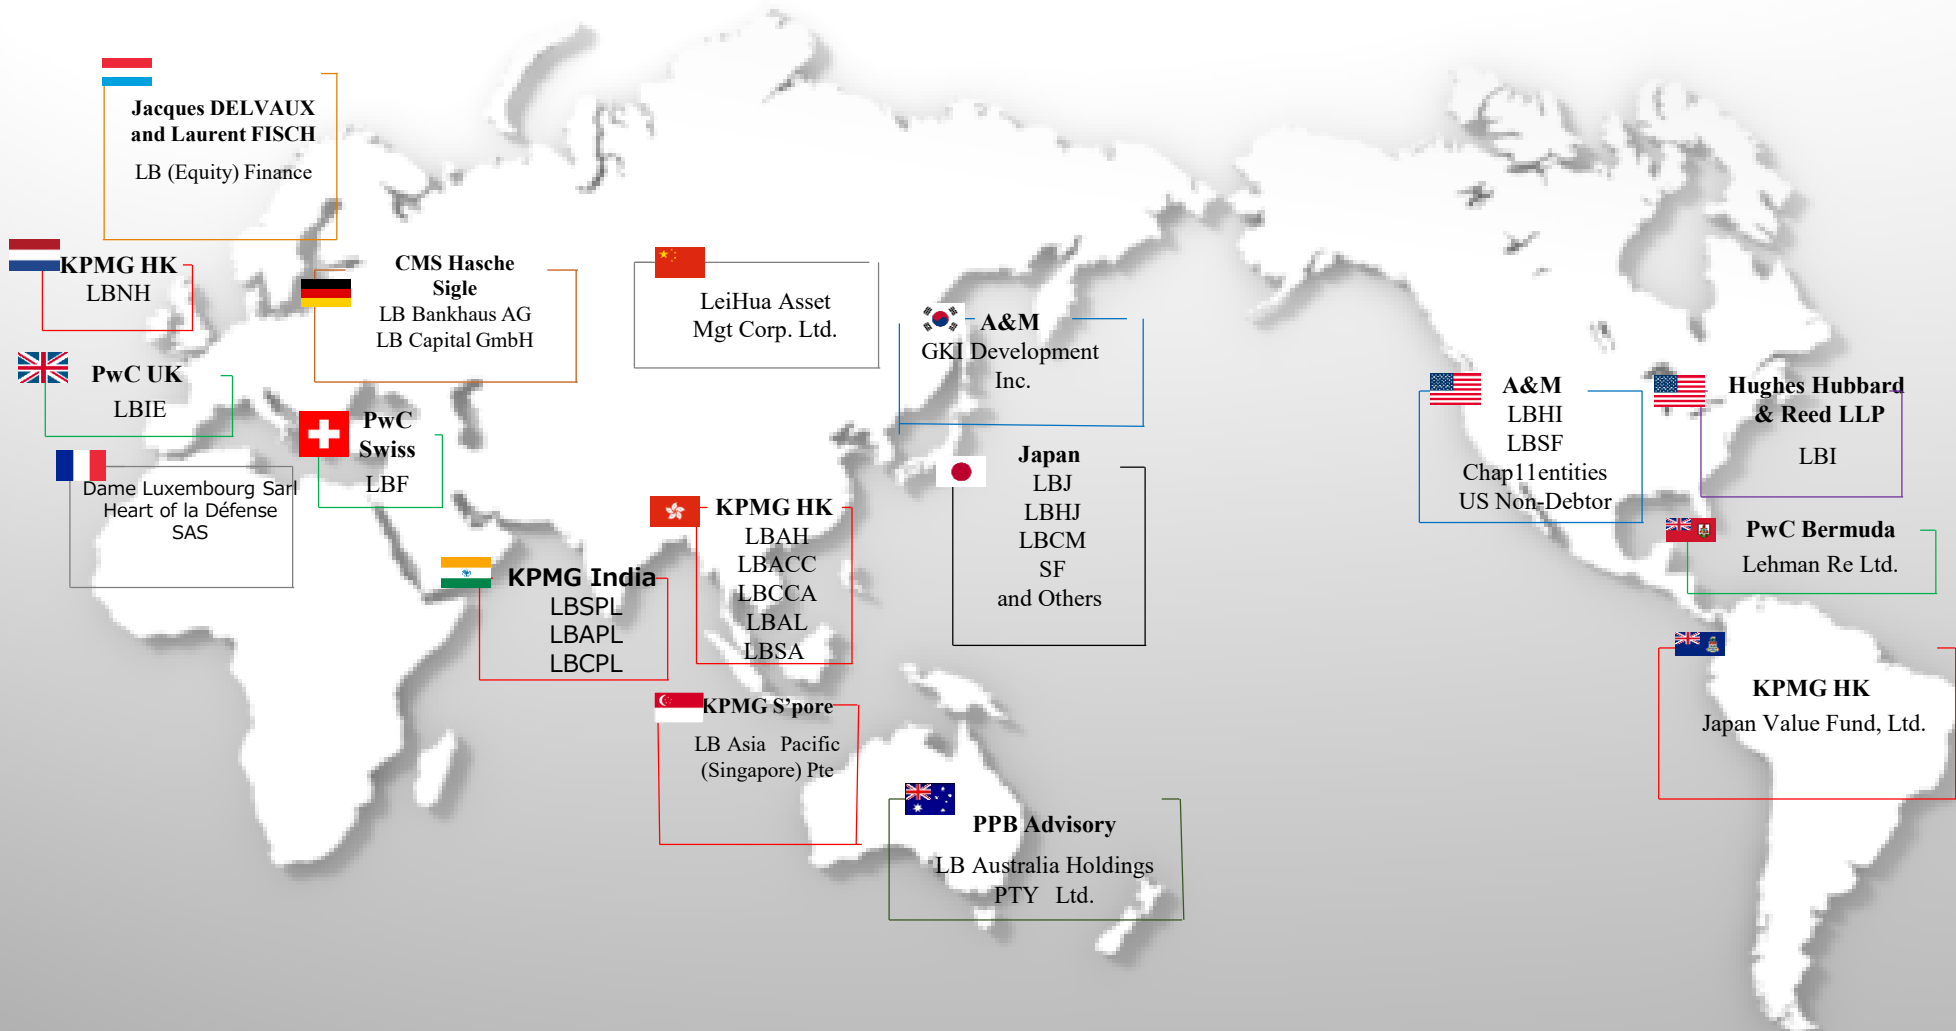 Jacques DELVAUX
and Laurent FISCH
LB (Equity) Finance
KPMG HK
LBNH
CMS Hasche
Sigle
LB Bankhaus AG
LB Capital GmbH
PwC UK
LBIE
PwC
Swiss
LBF
Dame Luxembourg Sarl
Heart of la Défense
SAS
LeiHua Asset
Mgt Corp. Ltd.
A&M
GKI Development
Inc.
KPMG India
LBSPL
LBAPL
LBCPL
KPMG HK
LBAH
LBACC
LBCCA
LBAL
LBSA
Japan
LBJ
LBHJ
LBCM
SF
and Others
KPMG S’pore
LB Asia Pacific
(Singapore) Pte
PPB Advisory
LB Australia Holdings
PTY Ltd.
A&M
LBHI
LBSF
Chap11entities
US Non-Debtor
Hughes Hubbard
& Reed LLP
LBI
PwC Bermuda
Lehman Re Ltd.
KPMG HK
Japan Value Fund, Ltd.